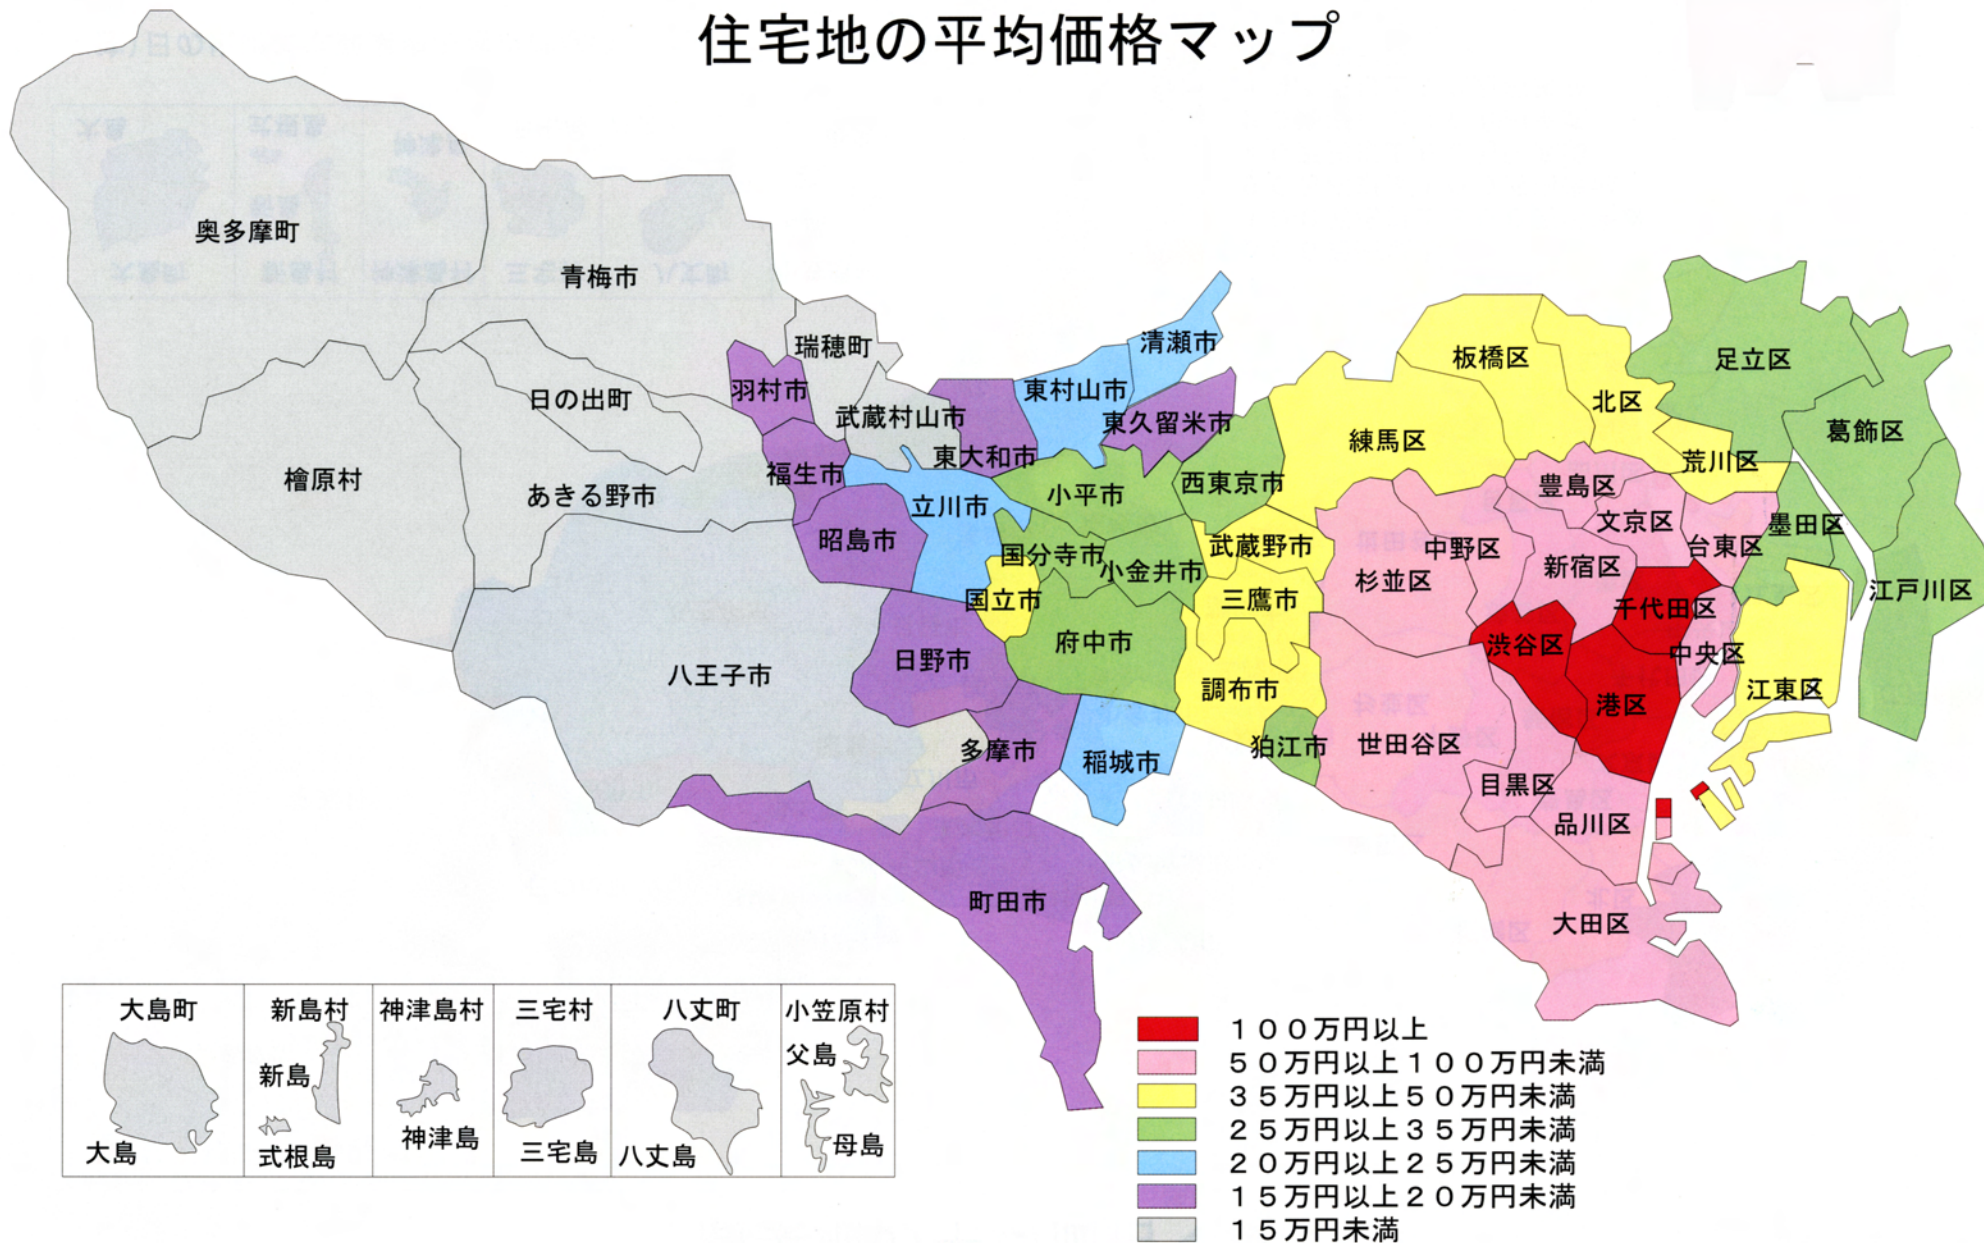 住宅地の平均価格マップ
奥多摩町
青梅市
瑞穂町
清瀬市
羽村市
日の出町
武蔵村山市
東村山市
東久留米市
東大和市
檜原村
あきる野市
福生市
立川市
小平市
西東京市
昭島市
国分寺市
小金井市
武蔵野市
国立市
三鷹市
八王子市
日野市
府中市
調布市
多摩市
稲城市
狛江市
町田市
板橋区
北区
足立区
練馬区
荒川区
葛飾区
豊島区
文京区
台東区
墨田区
中野区
杉並区
新宿区
千代田区
江戸川区
渋谷区
中央区
港区
江東区
世田谷区
目黒区
品川区
大田区
大島町
大島
新島村
新島
式根島
神津島村
神津島
三宅村
三宅島
八丈町
八丈島
小笠原村
父島
母島
１００万円以上
５０万円以上１００万円未満
３５万円以上５０万円未満
２５万円以上３５万円未満
２０万円以上２５万円未満
１５万円以上２０万円未満
１５万円未満